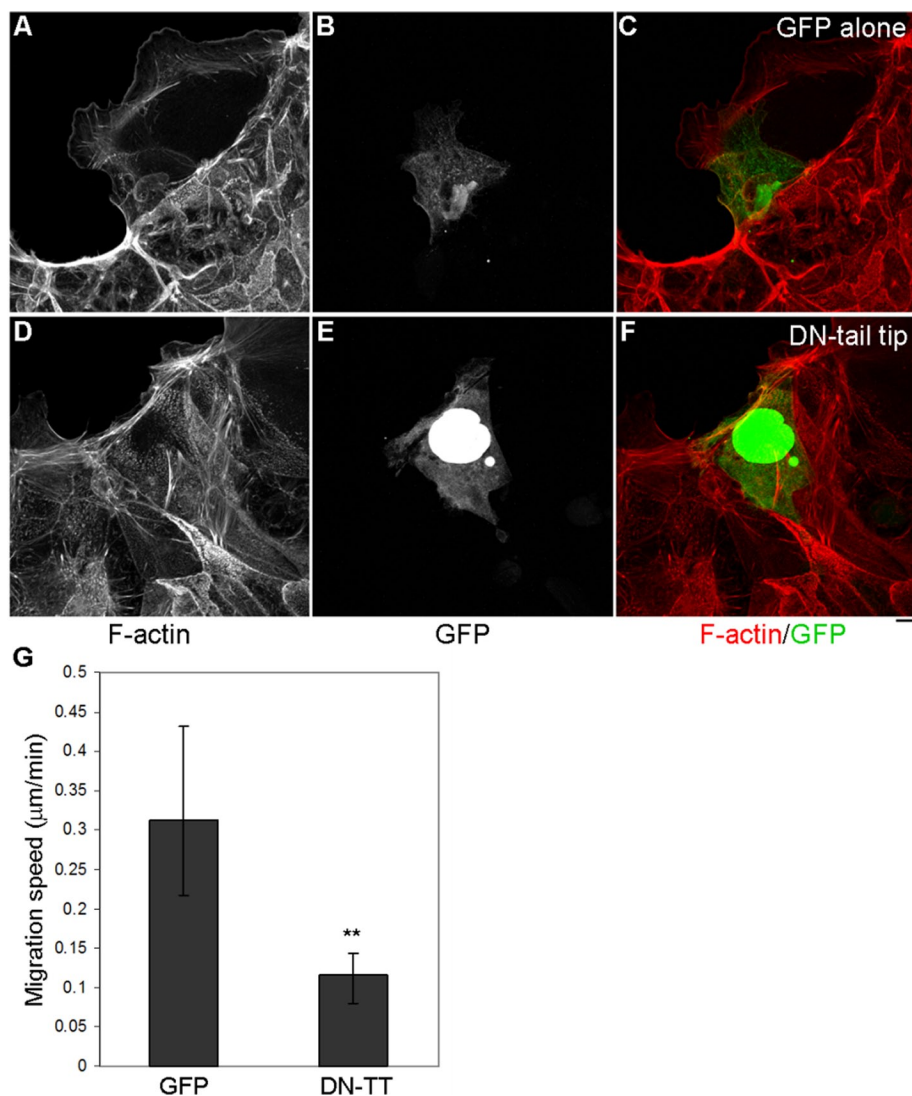 A
B
C
GFP alone
D
E
F
DN-tail tip
F-actin
GFP
F-actin/GFP
G
Migration speed (μm/min)
0.5
0.45
0.4
0.35
0.3
0.25
0.2
0.15
0.1
0.05
0
**
GFP
DN-TT